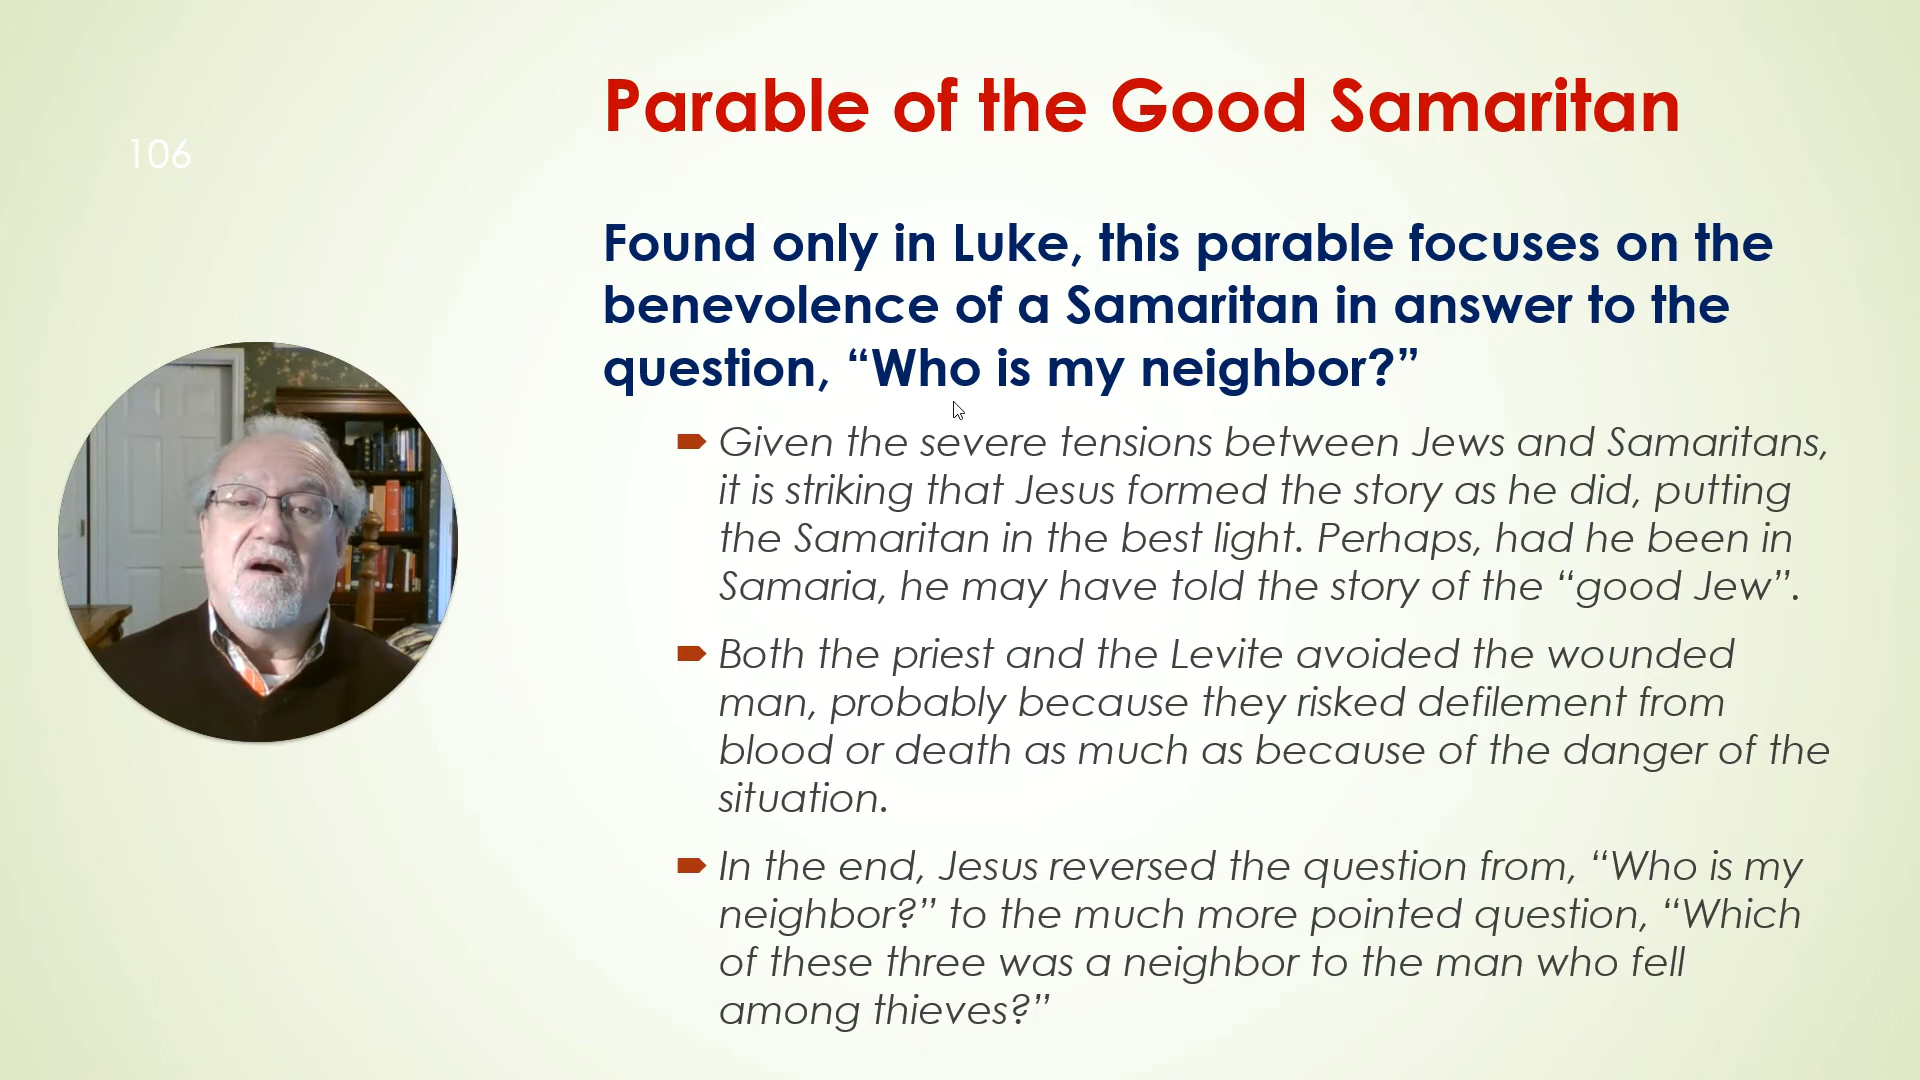 Parable of the Good Samaritan
106
Found only in Luke, this parable focuses on the
benevolence of a Samaritan in answer to the
question, “Who is my neighbor?”
Given the severe tensions between Jews and Samaritans,
it is striking that Jesus formed the story as he did, putting
the Samaritan in the best light. Perhaps, had he been in
Samaria, he may have told the story of the “good Jew”.
Both the priest and the Levite avoided the wounded
man, probably because they risked defilement from
blood or death as much as because of the danger of the
situation.
In the end, Jesus reversed the question from, “Who is my
neighbor?” to the much more pointed question, “Which
of these three was a neighbor to the man who fell
among thieves?”